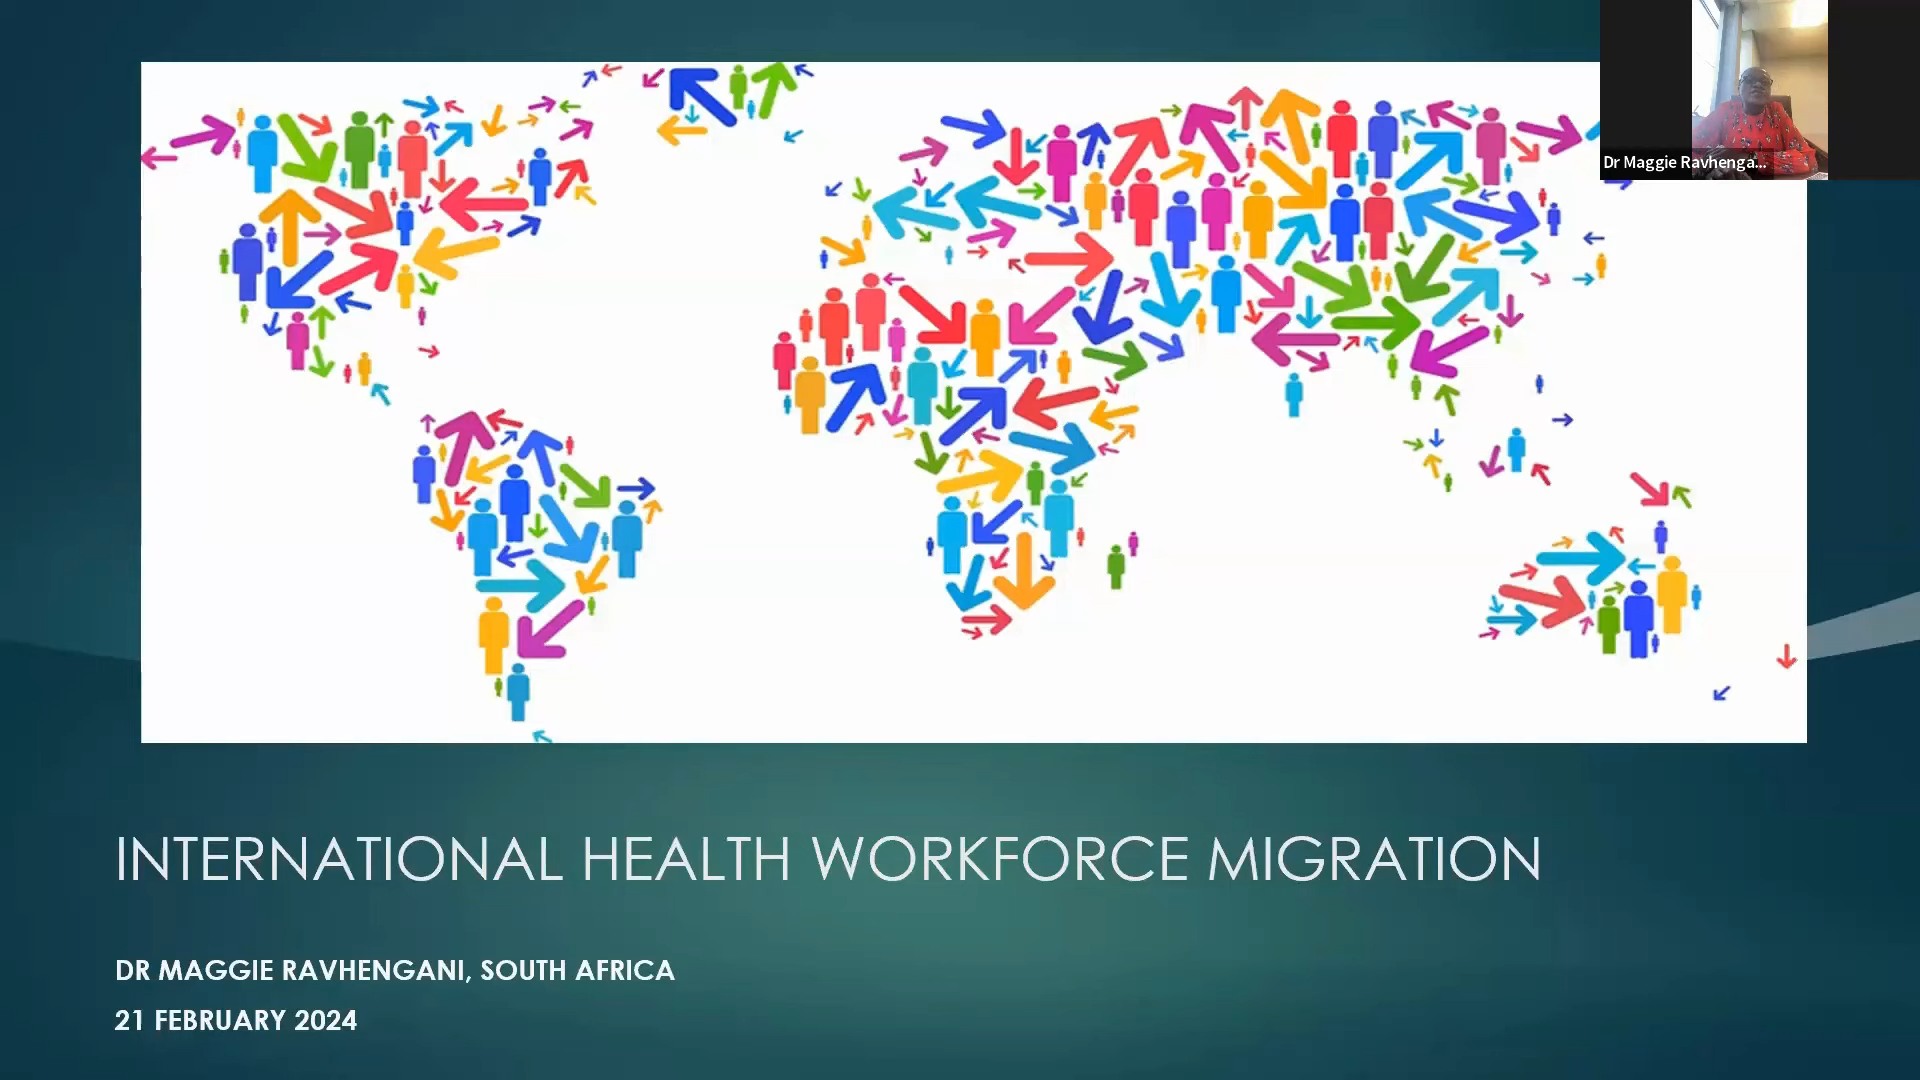 Dr Maggie Ravhenga...
INTERNATIONAL HEALTH WORKFORCE MIGRATION
DR MAGGIE RAVHENGANI, SOUTH AFRICA
21 FEBRUARY 2024